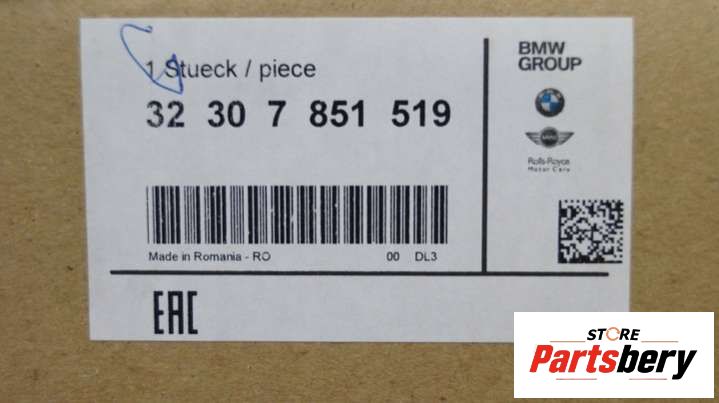 1 Stueck / piece
32 30 7 851 519
Made in Romania - RO
00 DL3
EAC
BMW
GROUP
Rolls-Royce
Motor Cars
STORE
Partsbery